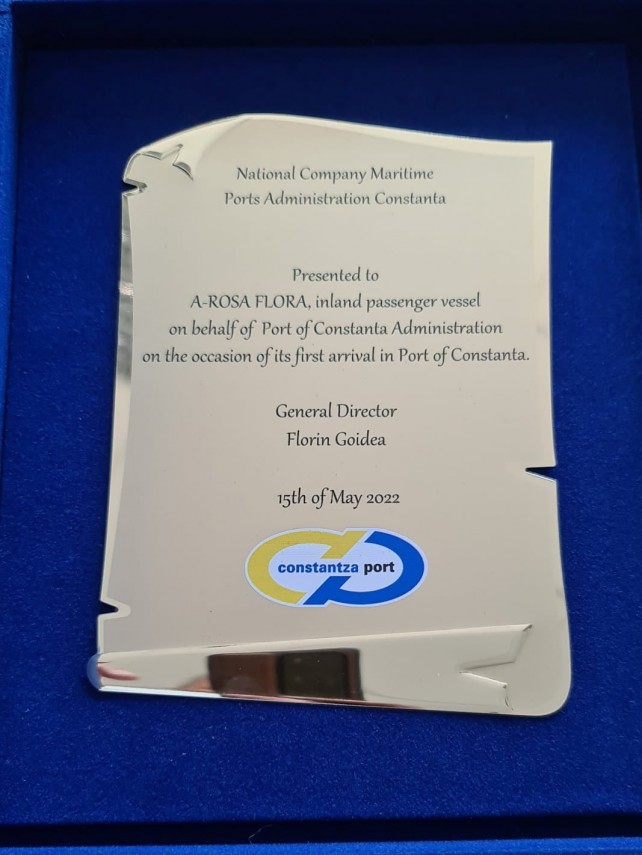 National Company Maritime
Ports Administration Constanta
Presented to
A-ROSA FLORA, inland passenger vessel
on behalf of Port of Constanta Administration
on the occasion of its first arrival in Port of Constanta.
General Director
Florin Goidea
15th of May 2022
constantza port